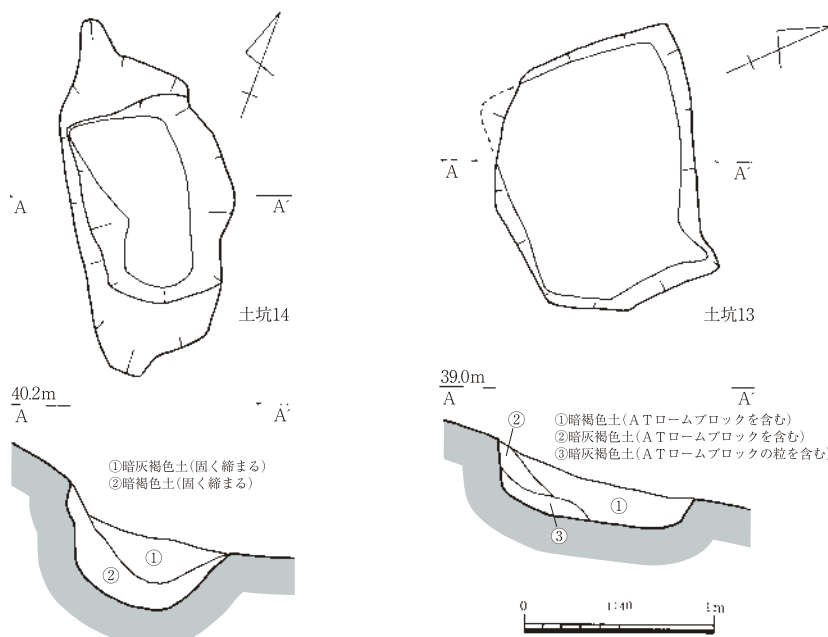 A
A´
土坑14
A
A´
土坑13
40.2m
A
A´
①暗灰褐色土(固く締まる)
②暗褐色土(固く締まる)
①
②
39.0m
A
A´
②
①暗褐色土(ATロームブロックを含む)
②暗灰褐色土(ATロームブロックを含む)
③暗灰褐色土(ATロームブロックの粒を含む)
①
③
0 1:40 1m